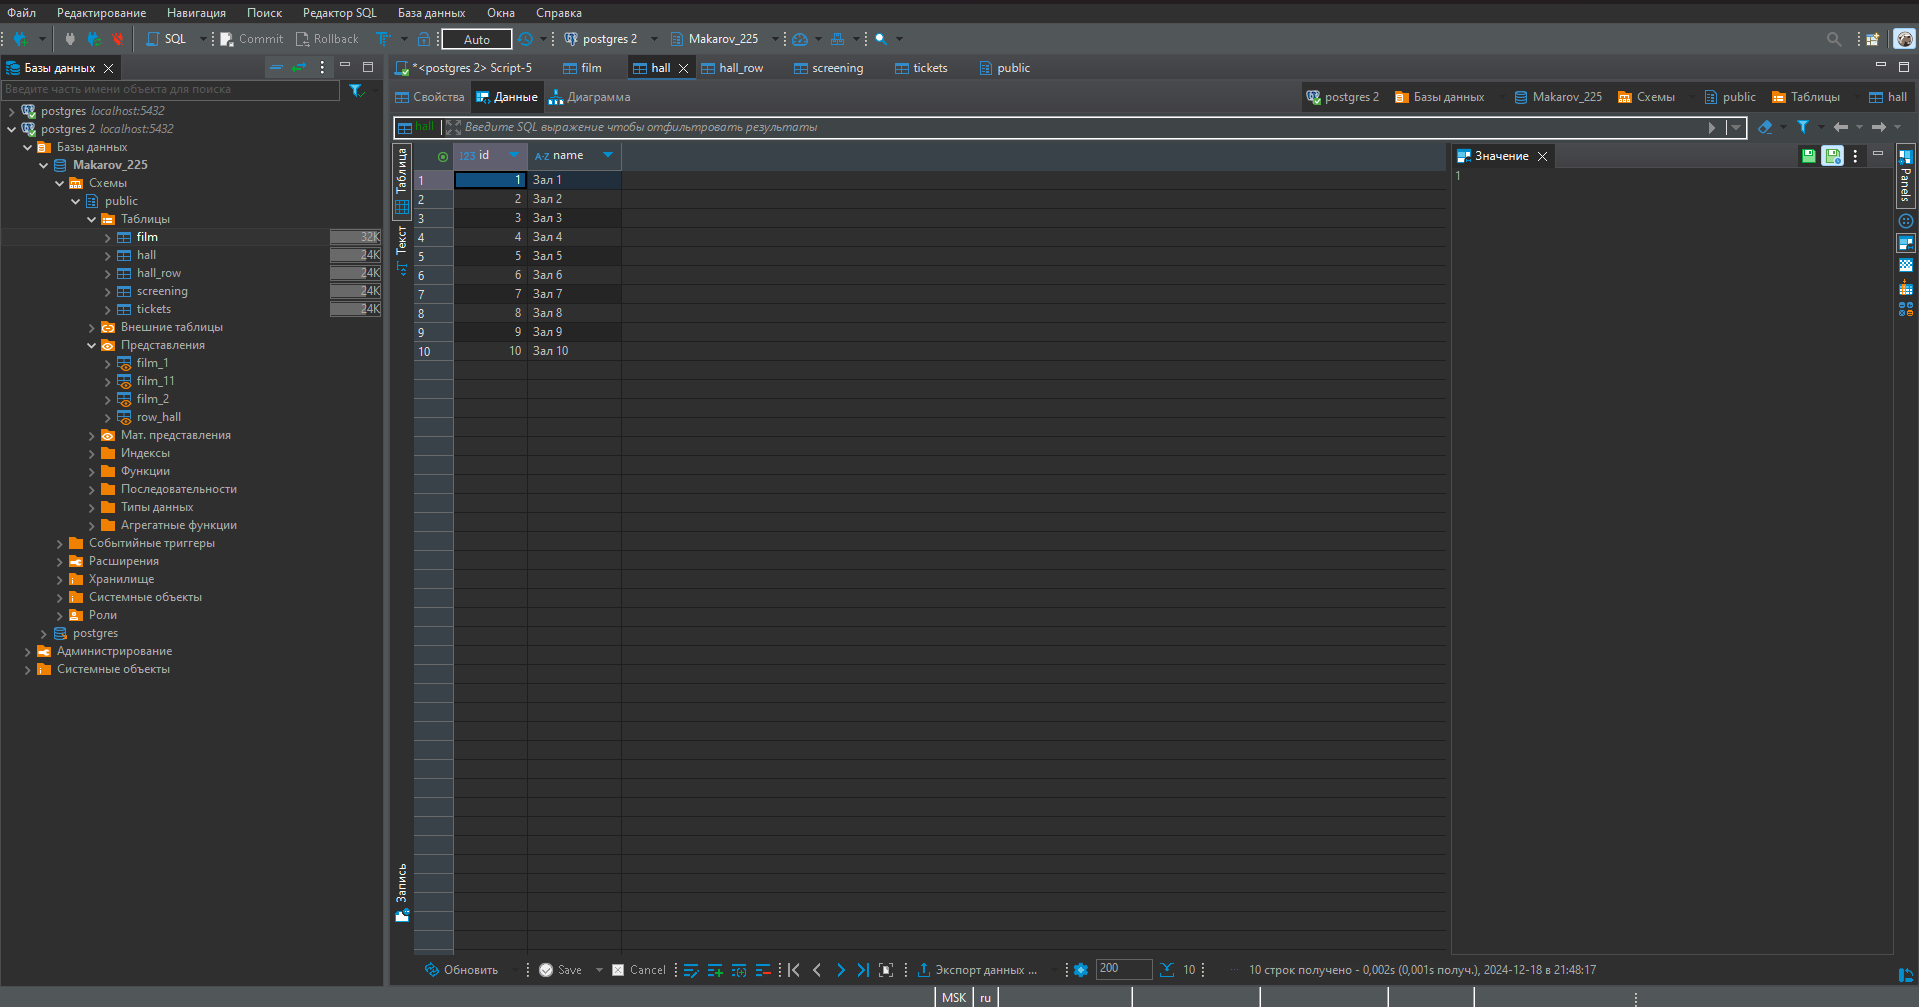 Файл Редактирование Навигация Поиск Редактор SQL База данных Окна Справка
SQL Commit Rollback Auto postgres 2 Makarov_225
Базы данных
Введите часть имени объекта для поиска
postgres localhost:5432
postgres 2 localhost:5432
Базы данных
Makarov_225
Схемы
public
Таблицы
film 32K
hall 24K
hall_row 24K
screening 24K
tickets 24K
Внешние таблицы
Представления
film_1
film_11
film_2
row_hall
Мат. представления
Индексы
Функции
Последовательности
Типы данных
Агрегатные функции
Событийные триггеры
Расширения
Хранилище
Системные объекты
Роли
postgres
Администрирование
Системные объекты
*<postgres 2> Script-5 film hall hall_row screening tickets public
Свойства Данные Диаграмма
postgres 2 Базы данных Makarov_225 Схемы public Таблицы hall
hall Введите SQL выражение чтобы отфильтровать результаты
Таблица
Текст
Запись
123 id A-Z name
1 1 Зал 1
2 2 Зал 2
3 3 Зал 3
4 4 Зал 4
5 5 Зал 5
6 6 Зал 6
7 7 Зал 7
8 8 Зал 8
9 9 Зал 9
10 10 Зал 10
Значение
1
Panels
Обновить Save Cancel Экспорт данных ... 200 10 10 строк получено - 0,002s (0,001s получ.), 2024-12-18 в 21:48:17
MSK ru